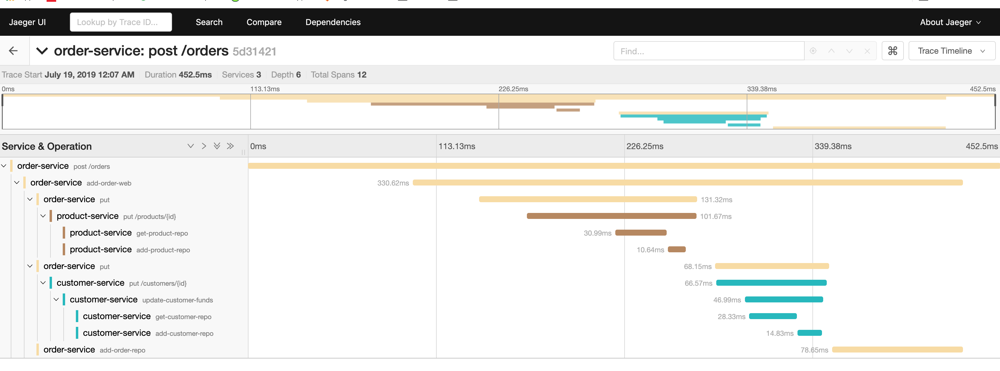 Jaeger UI Lookup by Trace ID... Search Compare Dependencies About Jaeger
order-service: post /orders 5d31421 Find... ⌘ Trace Timeline
Trace Start July 19, 2019 12:07 AM Duration 452.5ms Services 3 Depth 6 Total Spans 12
0ms 113.13ms 226.25ms 339.38ms 452.5ms
Service & Operation 0ms 113.13ms 226.25ms 339.38ms 452.5ms
order-service post /orders
order-service add-order-web 330.62ms
order-service put 131.32ms
product-service put /products/{id} 101.67ms
product-service get-product-repo 30.99ms
product-service add-product-repo 10.64ms
order-service put 68.15ms
customer-service put /customers/{id} 66.57ms
customer-service update-customer-funds 46.99ms
customer-service get-customer-repo 28.33ms
customer-service add-customer-repo 14.83ms
order-service add-order-repo 78.65ms